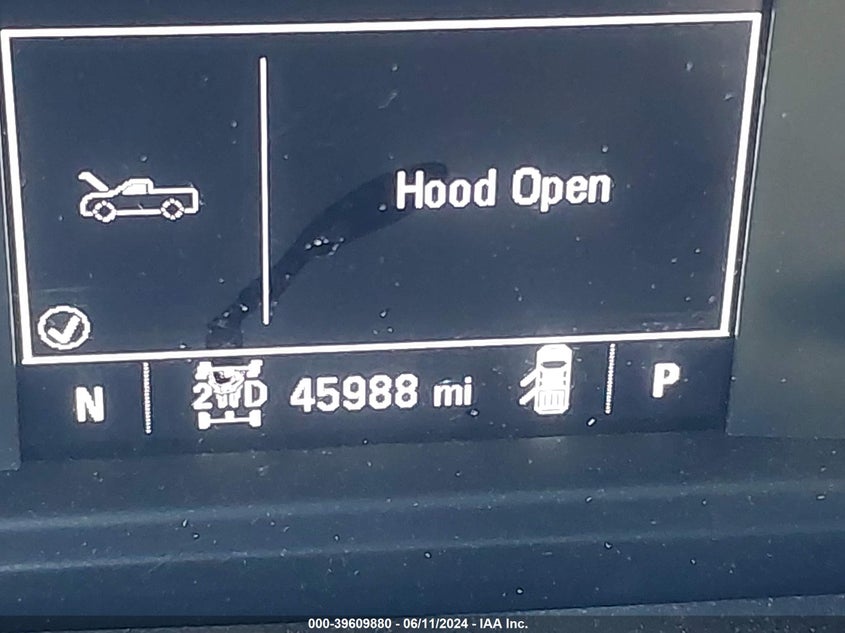 Hood Open
N 2WD 45988 mi P
000-39609880 - 06/11/2024 - IAA Inc.